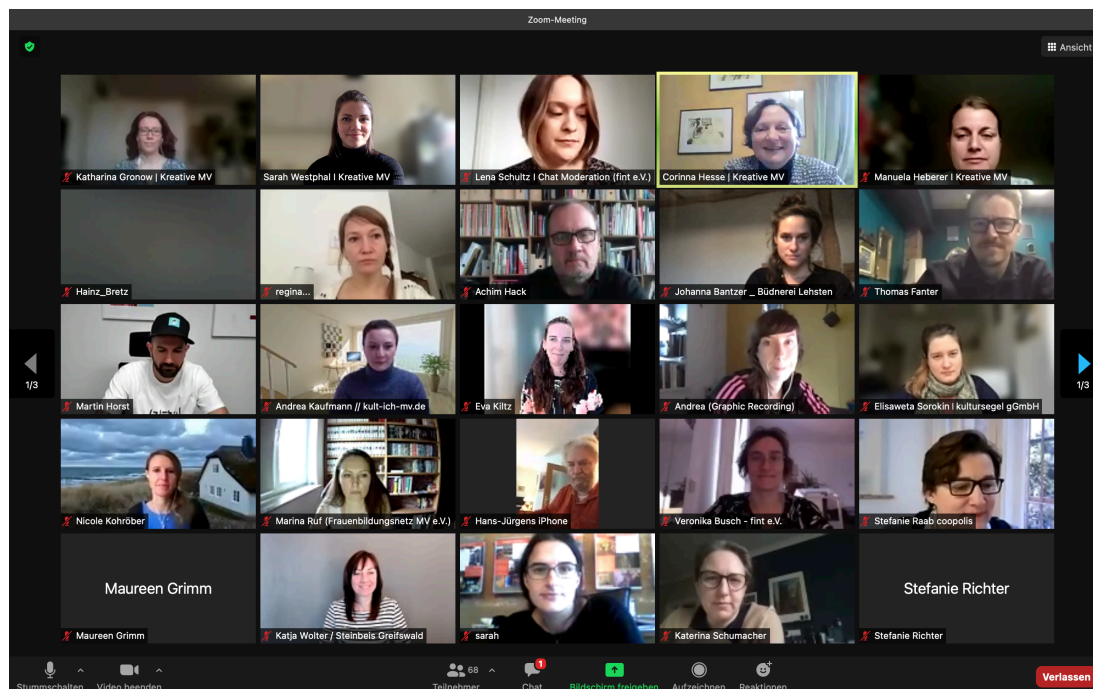 Zoom-Meeting
Ansicht
Katharina Gronow | Kreative MV
Sarah Westphal I Kreative MV
Lena Schultz I Chat Moderation (fint e.V.)
Corinna Hesse | Kreative MV
Manuela Heberer I Kreative MV
Hainz_Bretz
regina...
Achim Hack
Johanna Bantzer _ Büdnerei Lehsten
Thomas Fanter
1/3
Martin Horst
Andrea Kaufmann // kult-ich-mv.de
Eva Kiltz
Andrea (Graphic Recording)
Elisaweta Sorokin I kultursegel gGmbH
1/3
Nicole Kohröber
Marina Ruf (Frauenbildungsnetz MV e.V.)
Hans-Jürgens iPhone
Veronika Busch - fint e.V.
Stefanie Raab coopolis
Maureen Grimm
Stefanie Richter
Maureen Grimm
Katja Wolter / Steinbeis Greifswald
sarah
Katerina Schumacher
Stefanie Richter
68
1
Stummschalten
Video beenden
Teilnehmer
Chat
Bildschirm freigeben
Aufzeichnen
Reaktionen
Verlassen